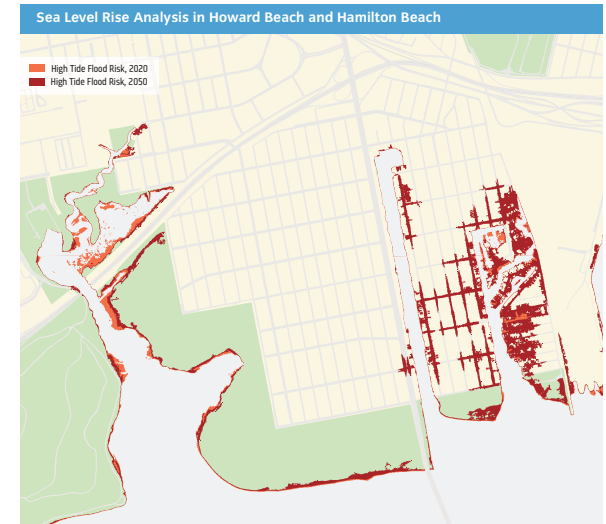 Sea Level Rise Analysis in Howard Beach and Hamilton Beach
High Tide Flood Risk, 2020
High Tide Flood Risk, 2050